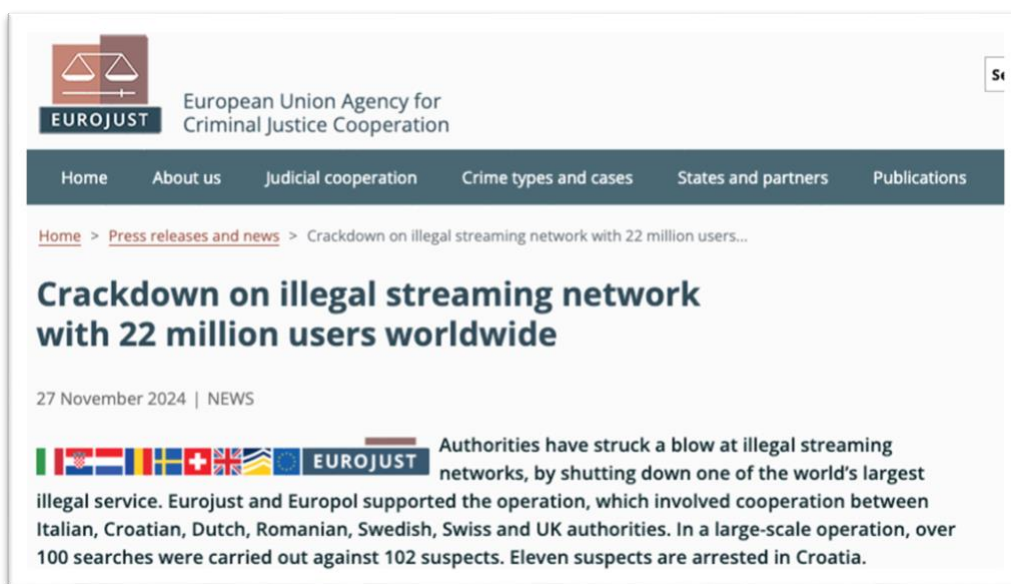 Se
EUROJUST
European Union Agency for
Criminal Justice Cooperation
Home About us Judicial cooperation Crime types and cases States and partners Publications
Home > Press releases and news > Crackdown on illegal streaming network with 22 million users...
Crackdown on illegal streaming network
with 22 million users worldwide
27 November 2024 | NEWS
EUROJUST Authorities have struck a blow at illegal streaming
networks, by shutting down one of the world's largest
illegal service. Eurojust and Europol supported the operation, which involved cooperation between
Italian, Croatian, Dutch, Romanian, Swedish, Swiss and UK authorities. In a large-scale operation, over
100 searches were carried out against 102 suspects. Eleven suspects are arrested in Croatia.